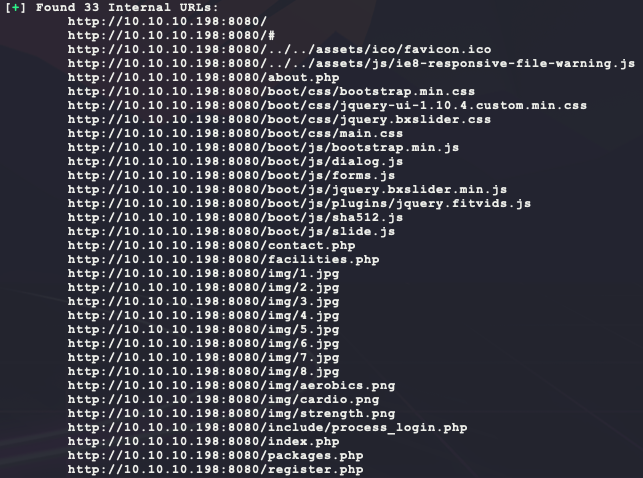 [+] Found 33 Internal URLs:
http://10.10.10.198:8080/
http://10.10.10.198:8080/#
http://10.10.10.198:8080/../../assets/ico/favicon.ico
http://10.10.10.198:8080/../../assets/js/ie8-responsive-file-warning.js
http://10.10.10.198:8080/about.php
http://10.10.10.198:8080/boot/css/bootstrap.min.css
http://10.10.10.198:8080/boot/css/jquery-ui-1.10.4.custom.min.css
http://10.10.10.198:8080/boot/css/jquery.bxslider.css
http://10.10.10.198:8080/boot/css/main.css
http://10.10.10.198:8080/boot/js/bootstrap.min.js
http://10.10.10.198:8080/boot/js/dialog.js
http://10.10.10.198:8080/boot/js/forms.js
http://10.10.10.198:8080/boot/js/jquery.bxslider.min.js
http://10.10.10.198:8080/boot/js/plugins/jquery.fitvids.js
http://10.10.10.198:8080/boot/js/sha512.js
http://10.10.10.198:8080/boot/js/slide.js
http://10.10.10.198:8080/contact.php
http://10.10.10.198:8080/facilities.php
http://10.10.10.198:8080/img/1.jpg
http://10.10.10.198:8080/img/2.jpg
http://10.10.10.198:8080/img/3.jpg
http://10.10.10.198:8080/img/4.jpg
http://10.10.10.198:8080/img/5.jpg
http://10.10.10.198:8080/img/6.jpg
http://10.10.10.198:8080/img/7.jpg
http://10.10.10.198:8080/img/8.jpg
http://10.10.10.198:8080/img/aerobics.png
http://10.10.10.198:8080/img/cardio.png
http://10.10.10.198:8080/img/strength.png
http://10.10.10.198:8080/include/process_login.php
http://10.10.10.198:8080/index.php
http://10.10.10.198:8080/packages.php
http://10.10.10.198:8080/register.php